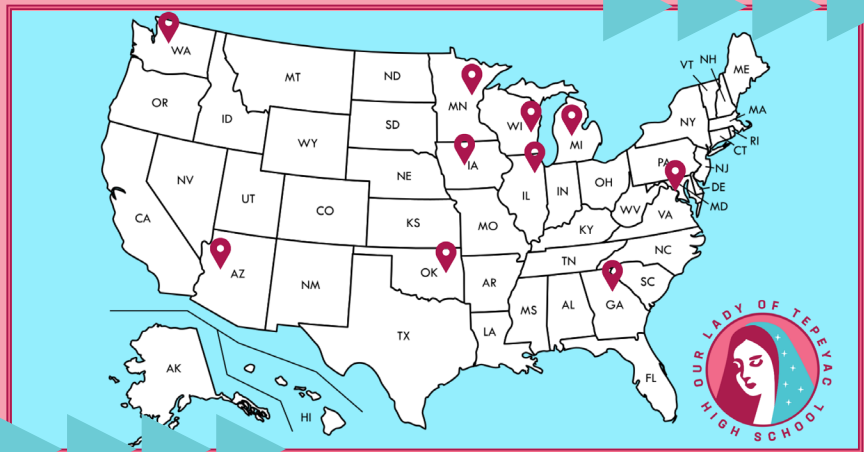 WA
MT
ND
MN
OR
ID
SD
WI
MI
VT
NH
ME
NY
MA
RI
CT
WY
IA
NE
PA
NJ
NV
UT
CO
IL
IN
OH
DE
MD
CA
KS
MO
KY
WV
VA
AZ
NM
OK
AR
TN
NC
SC
TX
LA
MS
AL
GA
FL
AK
HI
OUR LADY OF TEPEYAC
HIGH SCHOOL